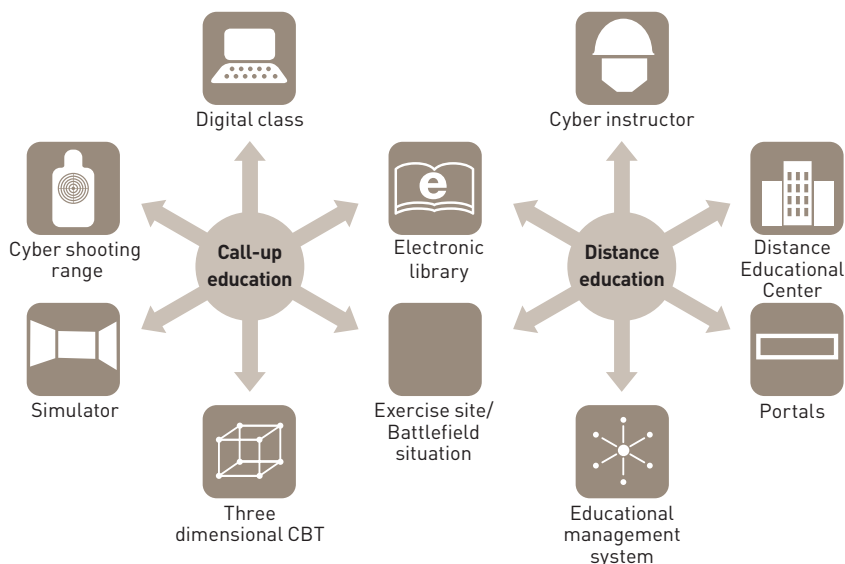 Digital class
Cyber instructor
Cyber shooting
range
Call-up
education
e
Electronic
library
Distance
education
Distance
Educational
Center
Simulator
Exercise site/
Battlefield
situation
Portals
Three
dimensional CBT
Educational
management
system